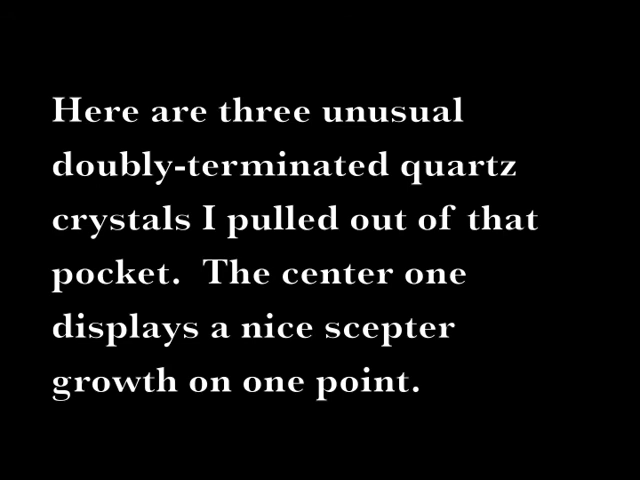 Here are three unusual
doubly-terminated quartz
crystals I pulled out of that
pocket.  The center one
displays a nice scepter
growth on one point.